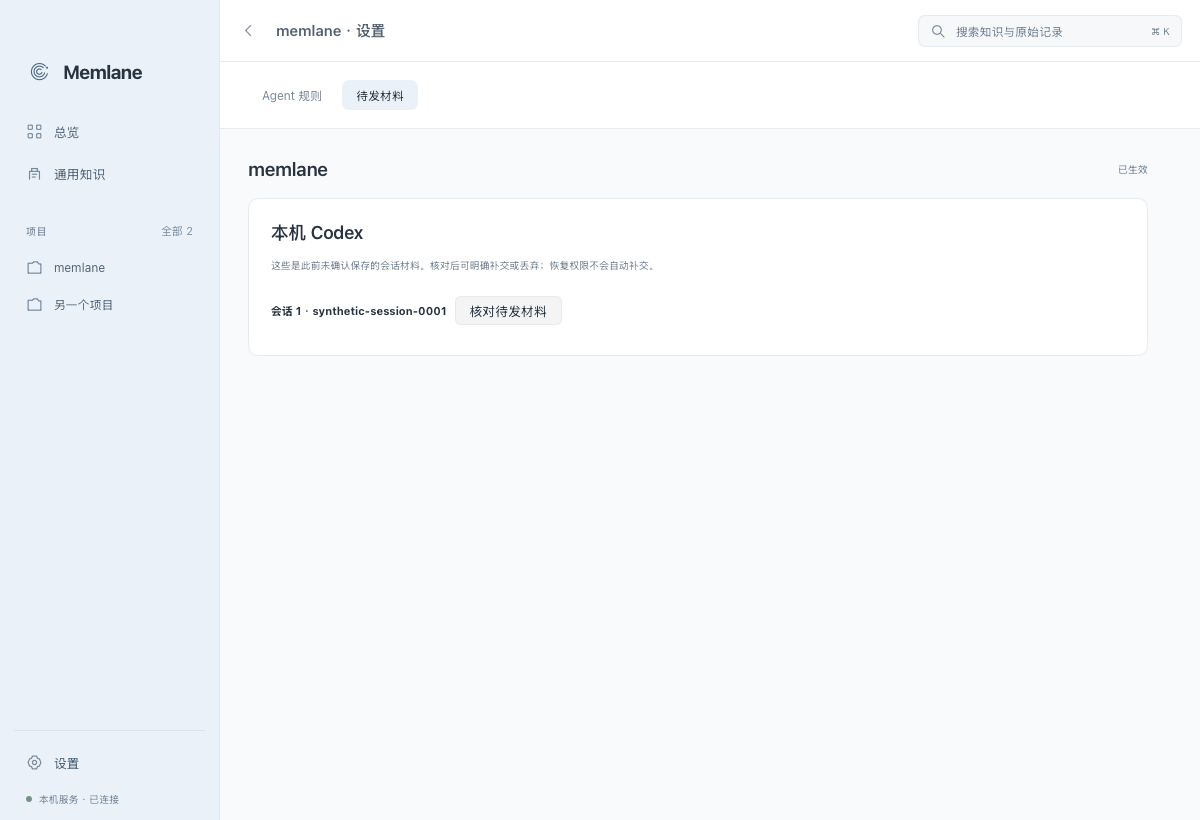 memlane · 设置
搜索知识与原始记录
⌘ K
Memlane
总览
通用知识
项目
全部 2
memlane
另一个项目
设置
本机服务 · 已连接
Agent 规则
待发材料
memlane
已生效
本机 Codex
这些是此前未确认保存的会话材料。核对后可明确补交或丢弃；恢复权限不会自动补交。
会话 1 · synthetic-session-0001
核对待发材料